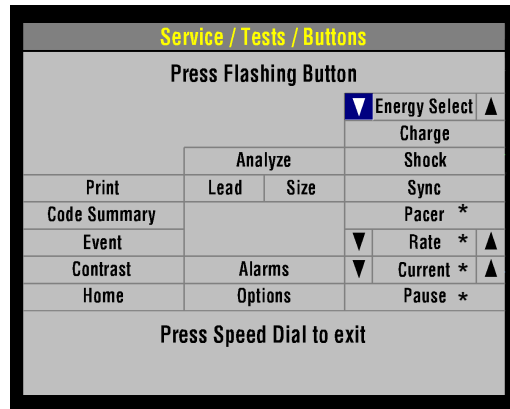 Service / Tests / Buttons
Press Flashing Button
▼ Energy Select ▲
Charge
Analyze Shock
Print Lead Size Sync
Code Summary Pacer *
Event ▼ Rate * ▲
Contrast Alarms ▼ Current * ▲
Home Options Pause *
Press Speed Dial to exit